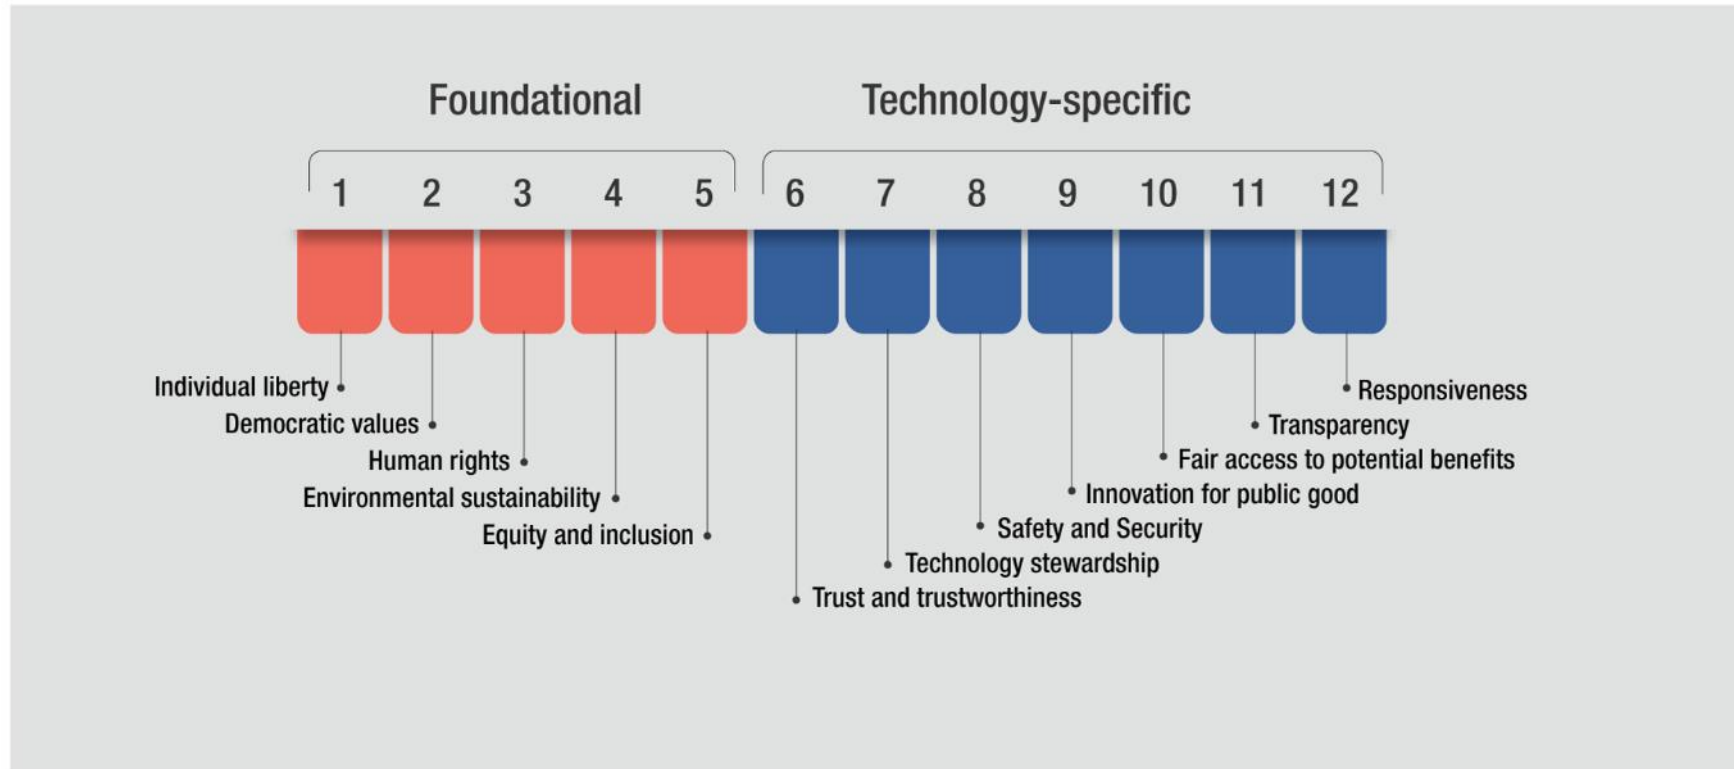 Foundational
Technology-specific
1 2 3 4 5 6 7 8 9 10 11 12
Individual liberty
Democratic values
Human rights
Environmental sustainability
Equity and inclusion
Responsiveness
Transparency
Fair access to potential benefits
Innovation for public good
Safety and Security
Technology stewardship
Trust and trustworthiness